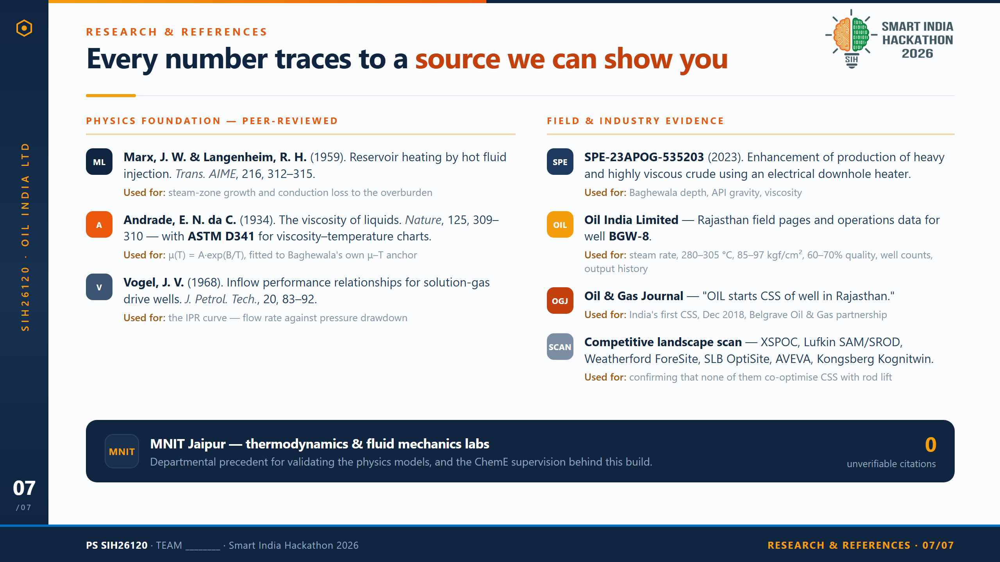 RESEARCH & REFERENCES
Every number traces to a source we can show you
SIH
SMART INDIA
HACKATHON
2026
SIH26120 · OIL INDIA LTD
PHYSICS FOUNDATION — PEER-REVIEWED
ML
Marx, J. W. & Langenheim, R. H. (1959). Reservoir heating by hot fluid
injection. Trans. AIME, 216, 312–315.
Used for: steam-zone growth and conduction loss to the overburden
A
Andrade, E. N. da C. (1934). The viscosity of liquids. Nature, 125, 309–
310 — with ASTM D341 for viscosity–temperature charts.
Used for: μ(T) = A·exp(B/T), fitted to Baghewala's own μ–T anchor
V
Vogel, J. V. (1968). Inflow performance relationships for solution-gas
drive wells. J. Petrol. Tech., 20, 83–92.
Used for: the IPR curve — flow rate against pressure drawdown
FIELD & INDUSTRY EVIDENCE
SPE
SPE-23APOG-535203 (2023). Enhancement of production of heavy
and highly viscous crude using an electrical downhole heater.
Used for: Baghewala depth, API gravity, viscosity
OIL
Oil India Limited — Rajasthan field pages and operations data for
well BGW-8.
Used for: steam rate, 280–305 °C, 85–97 kgf/cm², 60–70% quality, well counts,
output history
OGJ
Oil & Gas Journal — "OIL starts CSS of well in Rajasthan."
Used for: India's first CSS, Dec 2018, Belgrave Oil & Gas partnership
SCAN
Competitive landscape scan — XSPOC, Lufkin SAM/SROD,
Weatherford ForeSite, SLB OptiSite, AVEVA, Kongsberg Kognitwin.
Used for: confirming that none of them co-optimise CSS with rod lift
MNIT
MNIT Jaipur — thermodynamics & fluid mechanics labs
Departmental precedent for validating the physics models, and the ChemE supervision behind this build.
0
unverifiable citations
07
/07
PS SIH26120 · TEAM ________ · Smart India Hackathon 2026
RESEARCH & REFERENCES · 07/07